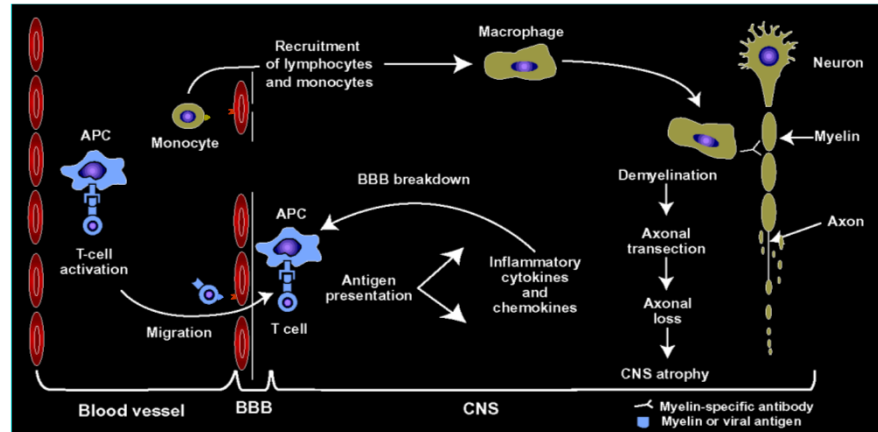 Recruitment
of lymphocytes
and monocytes
Macrophage
Neuron
APC
Monocyte
Myelin
T-cell
activation
APC
BBB breakdown
Demyelination
Axon
Antigen
presentation
Inflammatory
cytokines
and
chemokines
Axonal
transection
Migration
T cell
Axonal
loss
CNS atrophy
Blood vessel
BBB
CNS
Myelin-specific antibody
Myelin or viral antigen